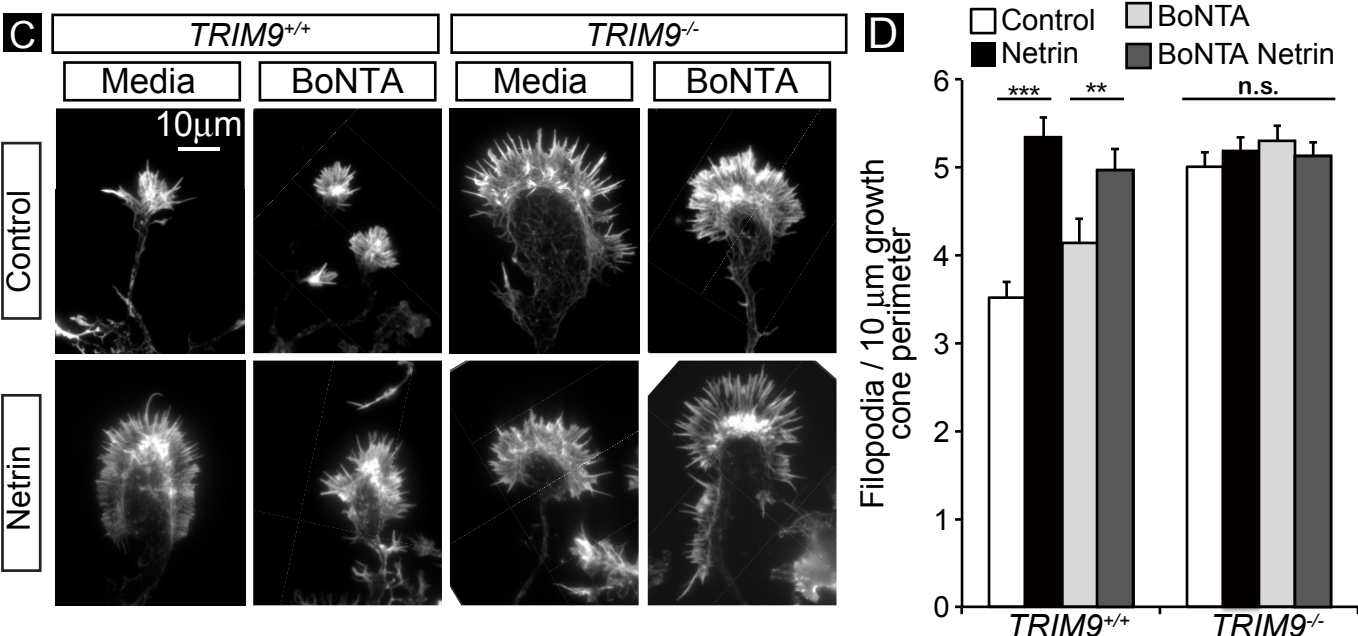 C
TRIM9+/+
TRIM9-/-
Media
BoNTA
Media
BoNTA
Control
Netrin
10μm
D
Control
BoNTA
Netrin
BoNTA Netrin
Filopodia / 10 μm growth
cone perimeter
6
5
4
3
2
1
0
***
**
n.s.
TRIM9+/+
TRIM9-/-